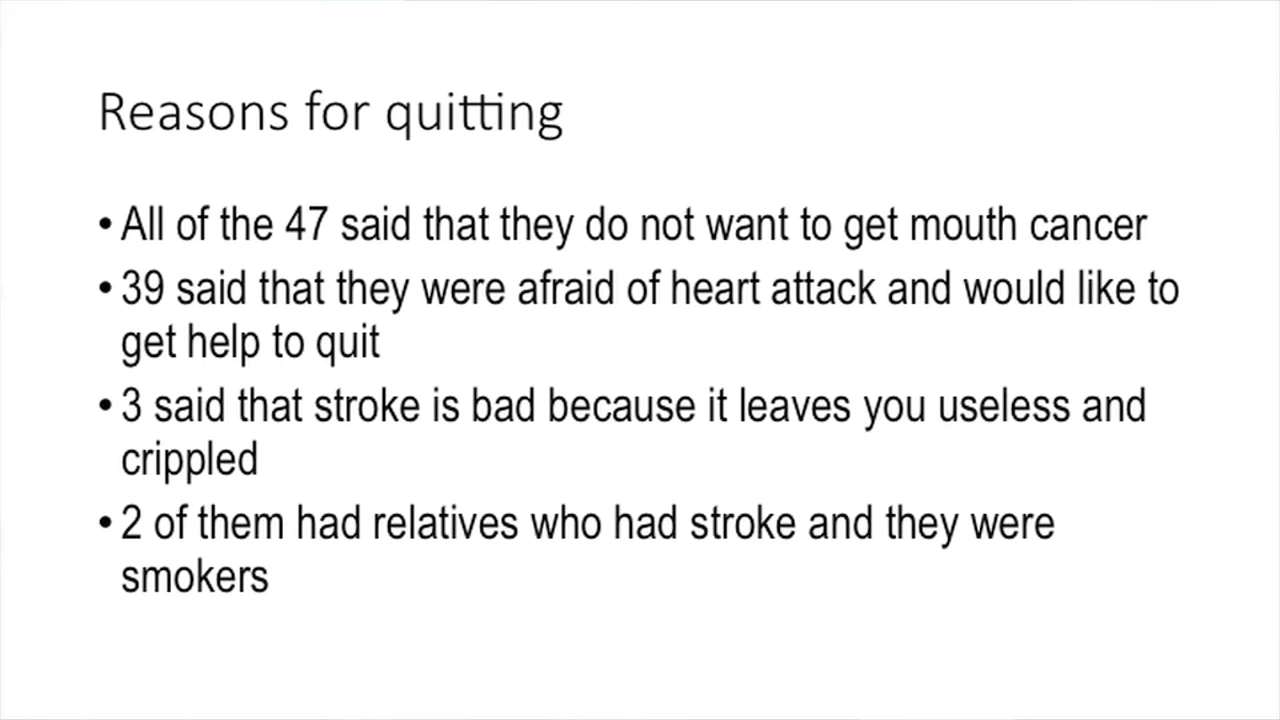 Reasons for quitting
• All of the 47 said that they do not want to get mouth cancer
• 39 said that they were afraid of heart attack and would like to
get help to quit
• 3 said that stroke is bad because it leaves you useless and
crippled
• 2 of them had relatives who had stroke and they were
smokers